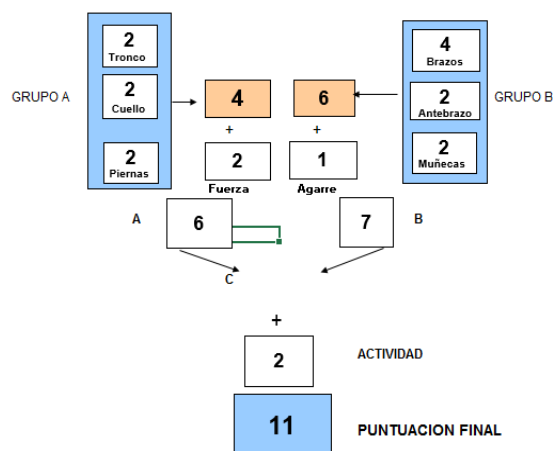 2
Tronco
4
Brazos
GRUPO A
2
Cuello
4
6
2
Antebrazo
GRUPO B
+
+
2
Piernas
2
1
2
Muñecas
Fuerza
Agarre
A
6
7
B
C
+
2
ACTIVIDAD
11
PUNTUACION FINAL